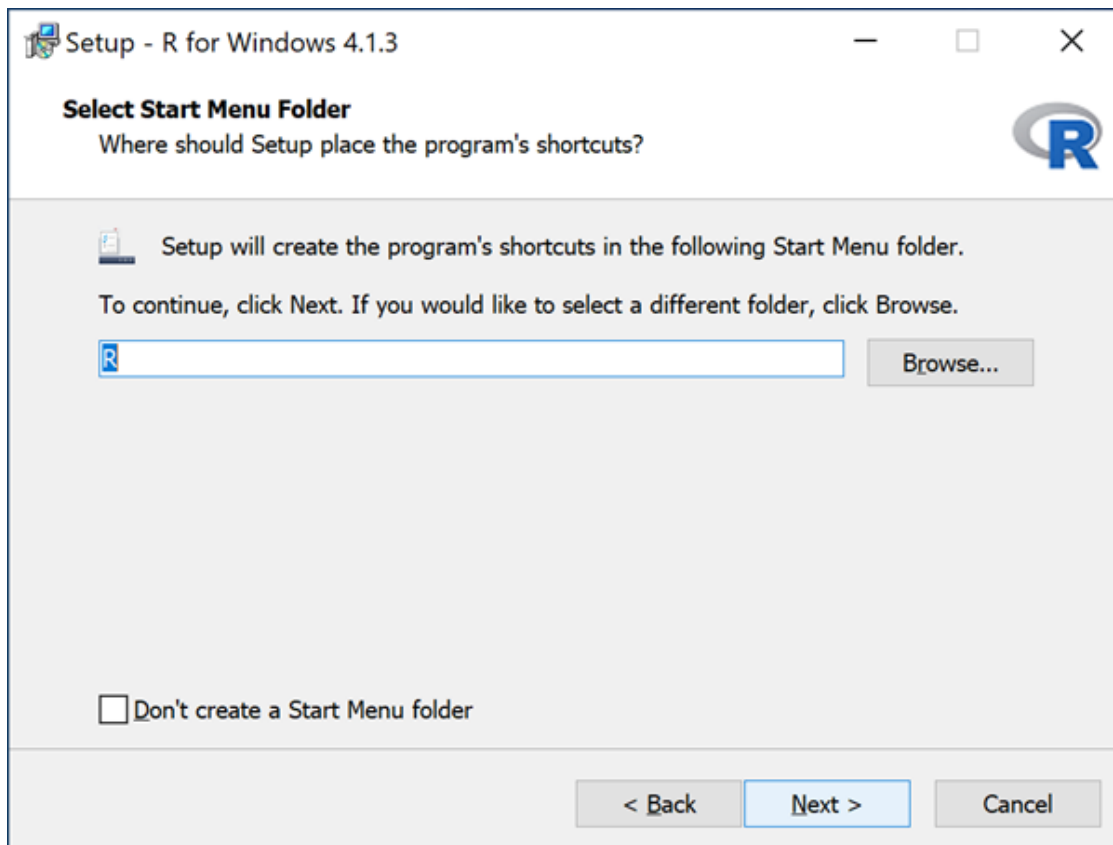 Setup - R for Windows 4.1.3
Select Start Menu Folder
Where should Setup place the program's shortcuts?
R
Setup will create the program's shortcuts in the following Start Menu folder.
To continue, click Next. If you would like to select a different folder, click Browse.
R
Browse...
Don't create a Start Menu folder
< Back
Next >
Cancel